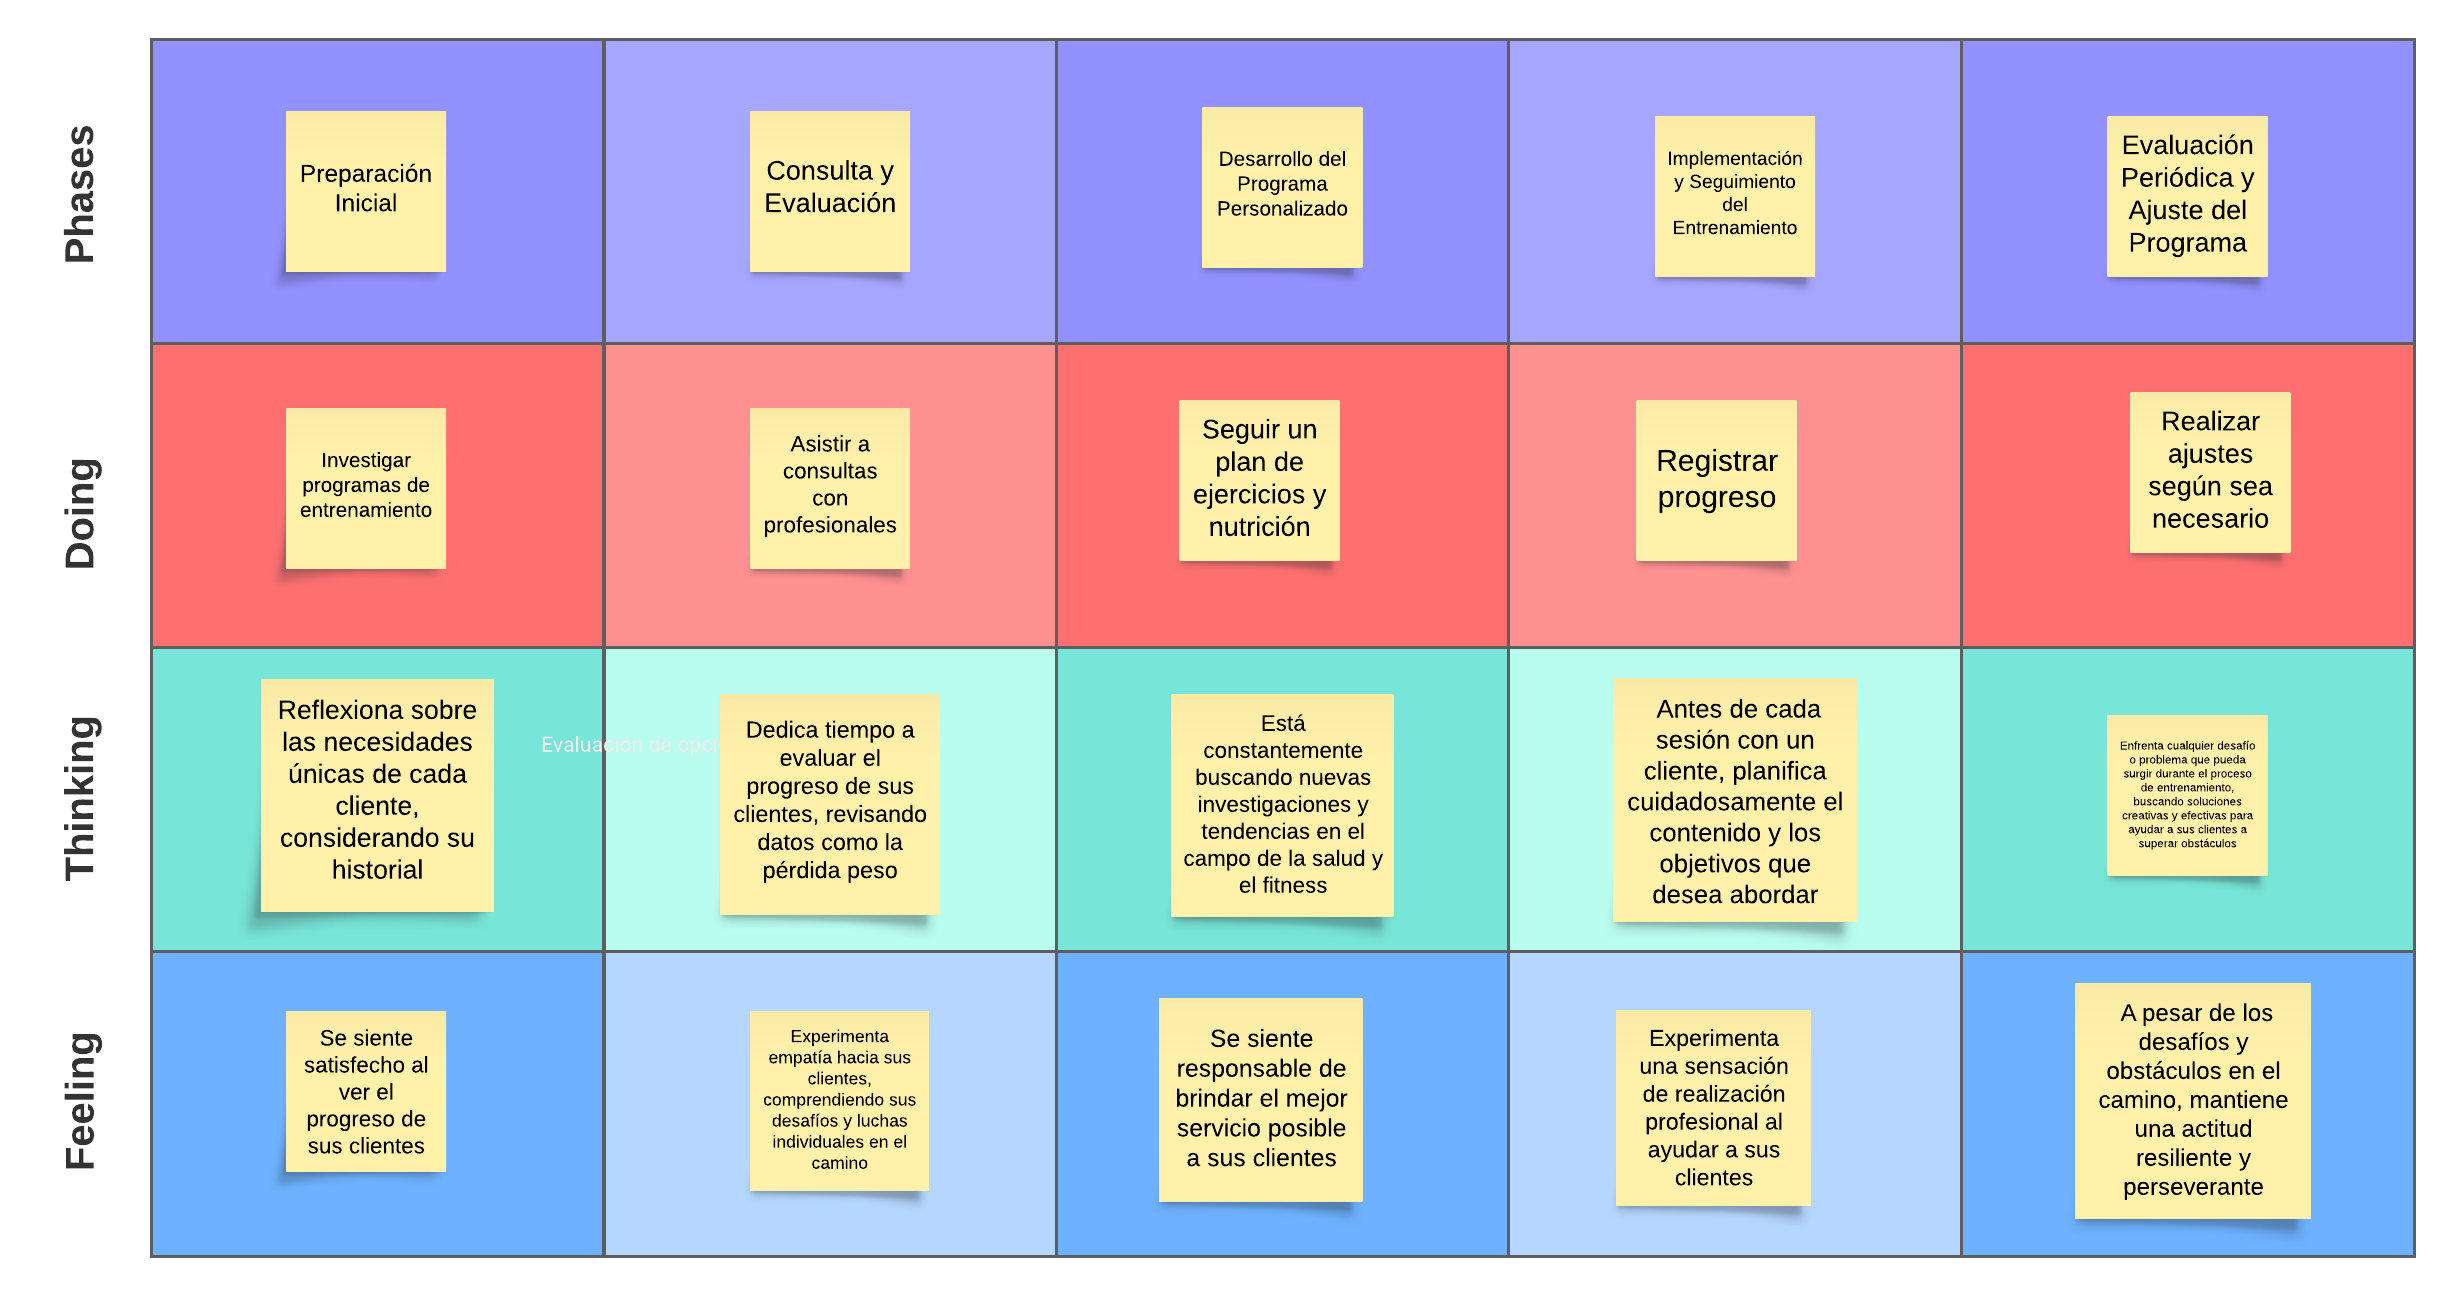 Phases
Preparación
Inicial
Consulta y
Evaluación
Desarrollo del
Programa
Personalizado
Implementación
y Seguimiento
del
Entrenamiento
Evaluación
Periódica y
Ajuste del
Programa
Doing
Investigar
programas de
entrenamiento
Asistir a
consultas
con
profesionales
Seguir un
plan de
ejercicios y
nutrición
Registrar
progreso
Realizar
ajustes
según sea
necesario
Thinking
Reflexiona sobre
las necesidades
únicas de cada
cliente,
considerando su
historial
Evaluación de opci
Dedica tiempo a
evaluar el
progreso de sus
clientes, revisando
datos como la
pérdida peso
Está
constantemente
buscando nuevas
investigaciones y
tendencias en el
campo de la salud y
el fitness
Antes de cada
sesión con un
cliente, planifica
cuidadosamente el
contenido y los
objetivos que
desea abordar
Enfrenta cualquier desafío
o problema que pueda
surgir durante el proceso
de entrenamiento,
buscando soluciones
creativas y efectivas para
ayudar a sus clientes a
superar obstáculos
Feeling
Se siente
satisfecho al
ver el
progreso de
sus clientes
Experimenta
empatía hacia sus
clientes,
comprendiendo sus
desafíos y luchas
individuales en el
camino
Se siente
responsable de
brindar el mejor
servicio posible
a sus clientes
Experimenta
una sensación
de realización
profesional al
ayudar a sus
clientes
A pesar de los
desafíos y
obstáculos en el
camino, mantiene
una actitud
resiliente y
perseverante